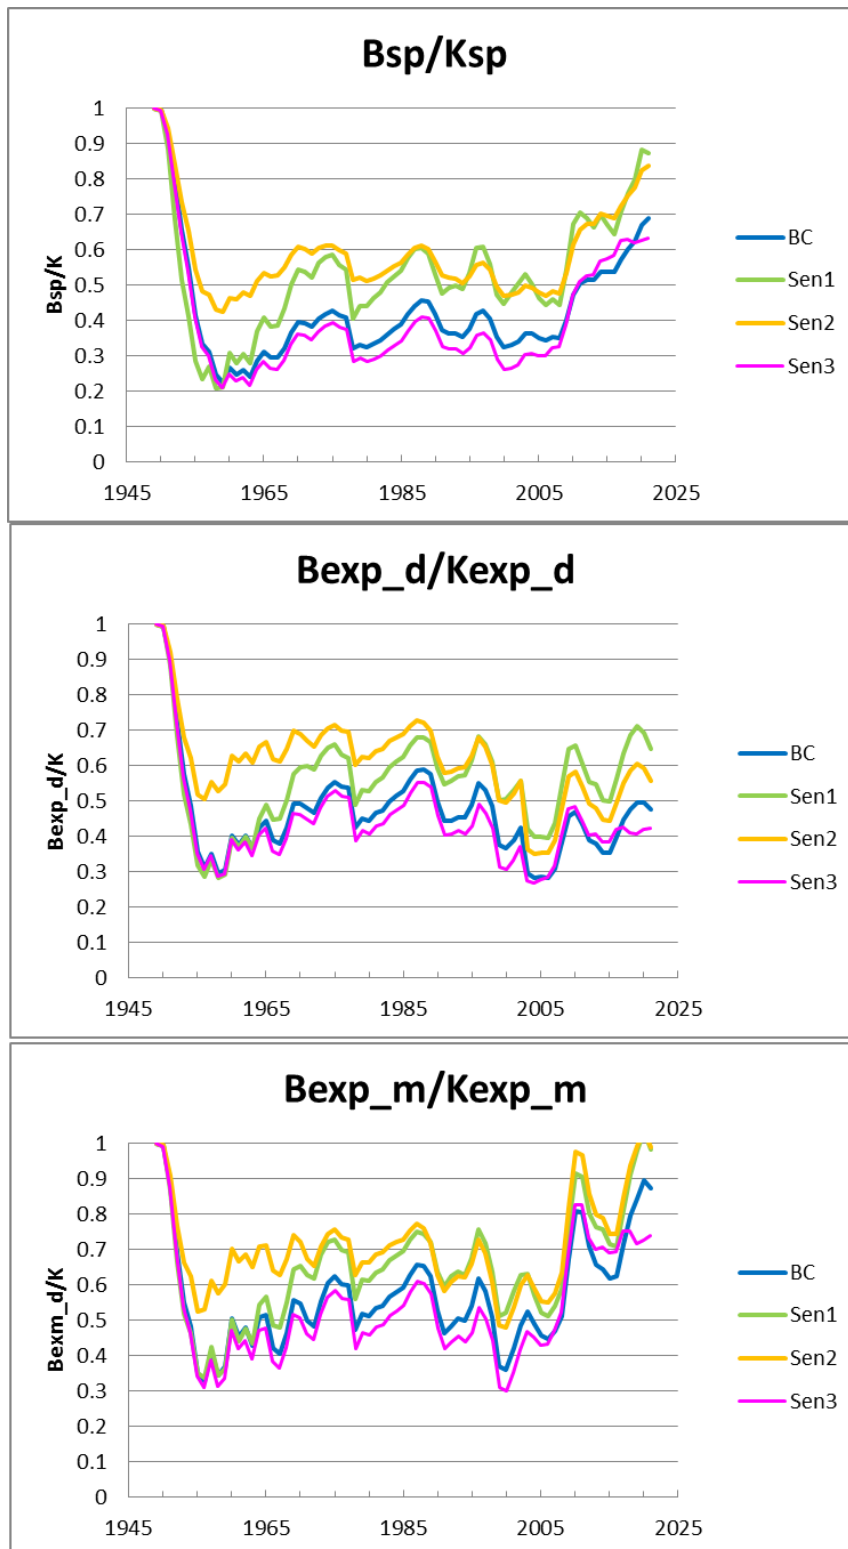 Bsp/Ksp
1
0.9
0.8
0.7
0.6
0.5
0.4
0.3
0.2
0.1
0
Bsp/K
1945 1965 1985 2005 2025
BC
Sen1
Sen2
Sen3
Bexp_d/Kexp_d
1
0.9
0.8
0.7
0.6
0.5
0.4
0.3
0.2
0.1
0
Bexp_d/K
1945 1965 1985 2005 2025
BC
Sen1
Sen2
Sen3
Bexp_m/Kexp_m
1
0.9
0.8
0.7
0.6
0.5
0.4
0.3
0.2
0.1
0
Bexm_d/K
1945 1965 1985 2005 2025
BC
Sen1
Sen2
Sen3